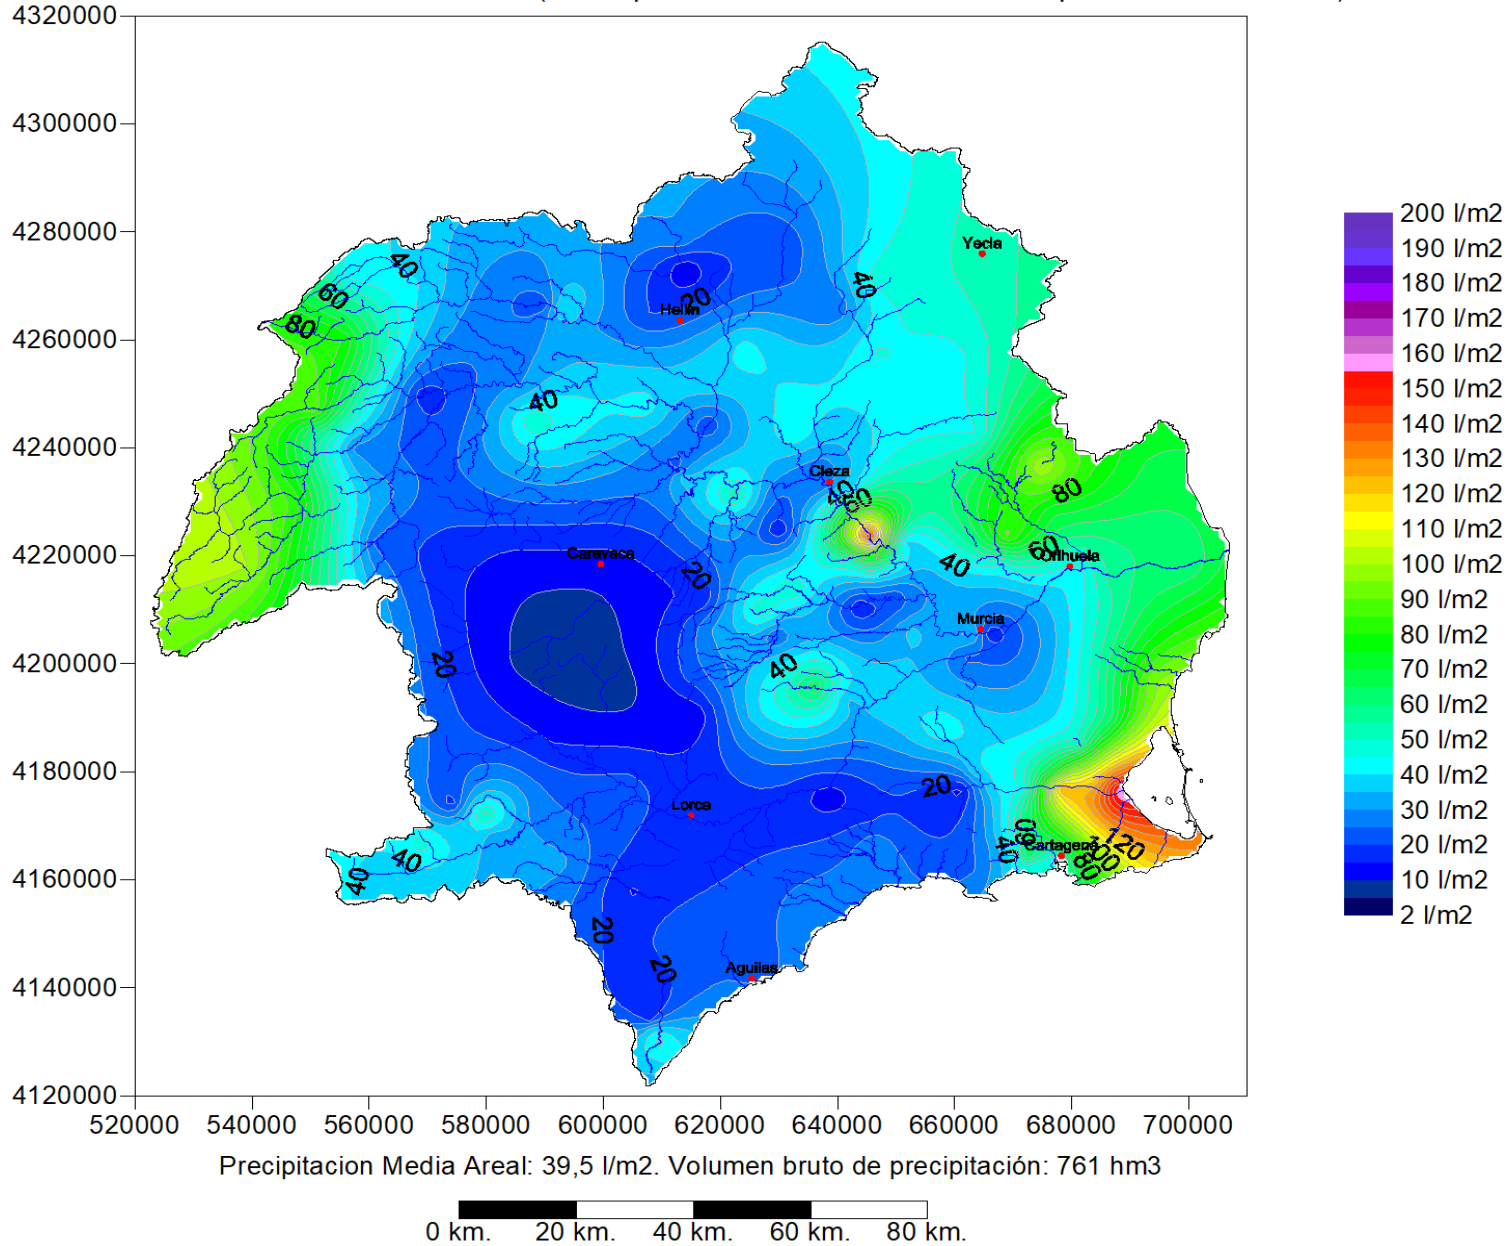 4320000
4300000
4280000
4260000
4240000
4220000
4200000
4180000
4160000
4140000
4120000
520000 540000 560000 580000 600000 620000 640000 660000 680000 700000
Yecla
40
60
80
40
20
Hellin
40
Cieza
40
60
80
60
Orihuela
40
Caravaca
20
Murcia
20
40
20
Lorca
60
40
Cartagena
80
100
120
40
40
20
20
Aguilas
200 l/m2
190 l/m2
180 l/m2
170 l/m2
160 l/m2
150 l/m2
140 l/m2
130 l/m2
120 l/m2
110 l/m2
100 l/m2
90 l/m2
80 l/m2
70 l/m2
60 l/m2
50 l/m2
40 l/m2
30 l/m2
20 l/m2
10 l/m2
2 l/m2
Precipitacion Media Areal: 39,5 l/m2. Volumen bruto de precipitación: 761 hm3
0 km. 20 km. 40 km. 60 km. 80 km.